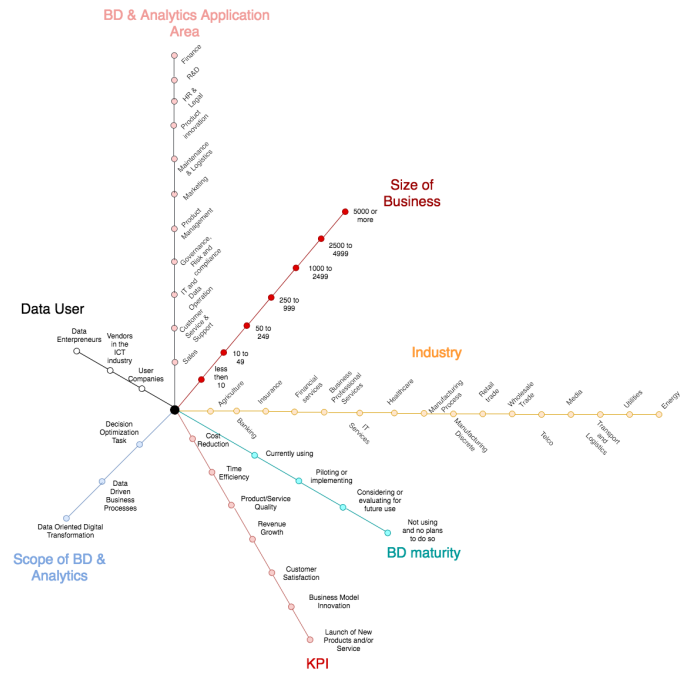 BD & Analytics Application
Area
Finance
R&D
HR &
Legal
Product
innovation
Maintenance
& Logistics
Marketing
Product
Management
Governance,
Risk and
compliance
IT and
Data
Operation
Customer
Service &
Support
Sales
Size of
Business
5000 or
more
2500 to
4999
1000 to
2499
250 to
999
50 to
249
10 to
49
less
then
10
Data User
Data
Enterpreneurs
Vendors
in the
ICT
industry
User
Companies
Industry
Agriculture
Banking
Insurance
Financial
services
Business
Professional
Services
IT
Services
Healthcare
Manufacturing
Process
Manufacturing
Discrete
Retail
trade
Wholesale
Trade
Telco
Media
Transport
and
Logistics
Utilities
Energy
Decision
Optimization
Task
Data
Driven
Business
Processes
Data Oriented Digital
Transformation
Scope of BD &
Analytics
Cost
Reduction
Time
Efficiency
Product/Service
Quality
Revenue
Growth
Customer
Satisfaction
Business Model
Innovation
Launch of New
Products and/or
Service
KPI
Currently using
Piloting or
implementing
Considering or
evaluating for
future use
Not using
and no plans
to do so
BD maturity